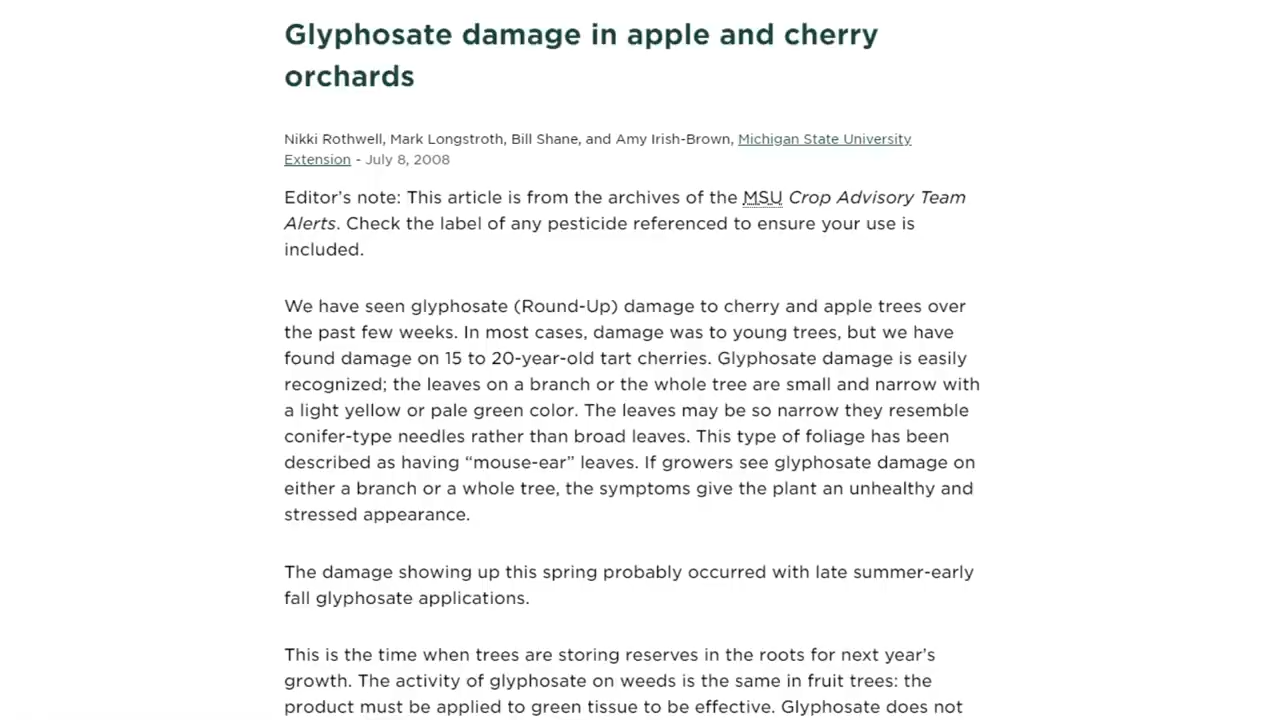 Glyphosate damage in apple and cherry
orchards
Nikki Rothwell, Mark Longstroth, Bill Shane, and Amy Irish-Brown, Michigan State University
Extension - July 8, 2008
Editor’s note: This article is from the archives of the MSU Crop Advisory Team
Alerts. Check the label of any pesticide referenced to ensure your use is
included.
We have seen glyphosate (Round-Up) damage to cherry and apple trees over
the past few weeks. In most cases, damage was to young trees, but we have
found damage on 15 to 20-year-old tart cherries. Glyphosate damage is easily
recognized; the leaves on a branch or the whole tree are small and narrow with
a light yellow or pale green color. The leaves may be so narrow they resemble
conifer-type needles rather than broad leaves. This type of foliage has been
described as having “mouse-ear” leaves. If growers see glyphosate damage on
either a branch or a whole tree, the symptoms give the plant an unhealthy and
stressed appearance.
The damage showing up this spring probably occurred with late summer-early
fall glyphosate applications.
This is the time when trees are storing reserves in the roots for next year’s
growth. The activity of glyphosate on weeds is the same in fruit trees: the
product must be applied to green tissue to be effective. Glyphosate does not